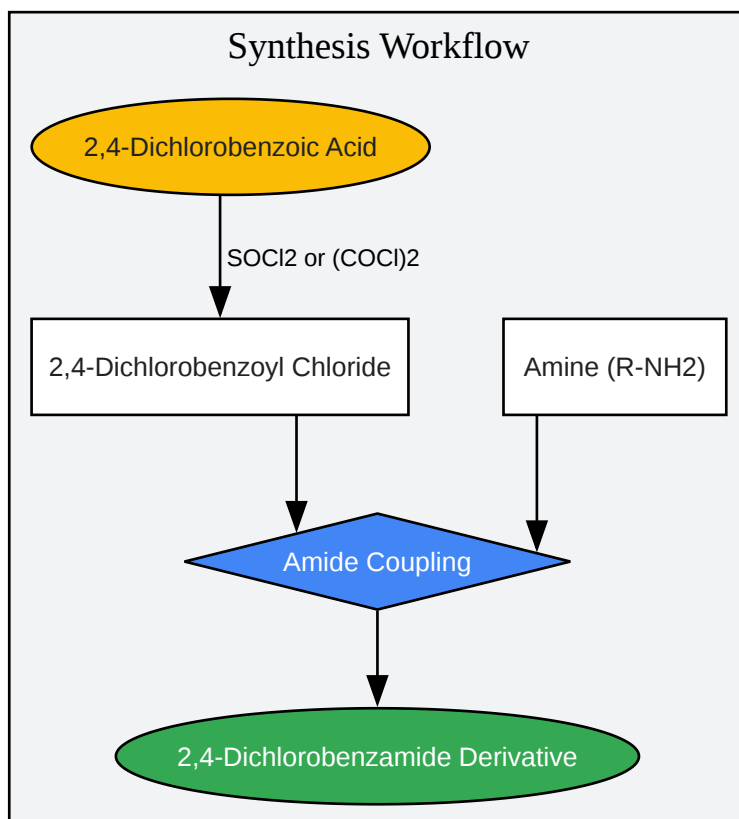 Synthesis Workflow
2,4-Dichlorobenzoic Acid
SOCl2 or (COCl)2
2,4-Dichlorobenzoyl Chloride
Amine (R-NH2)
Amide Coupling
2,4-Dichlorobenzamide Derivative